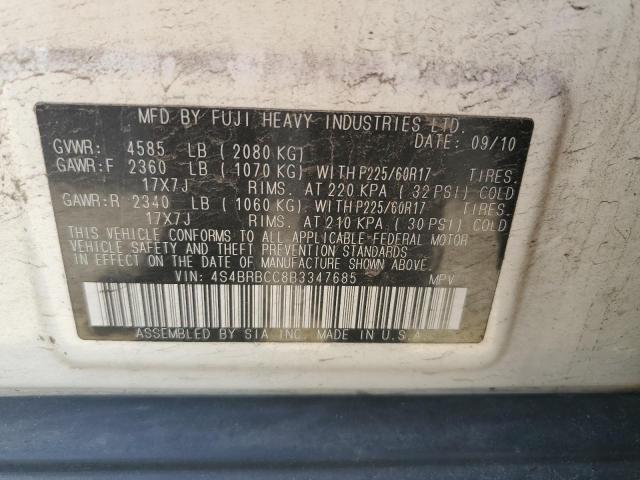 MFD BY FUJI HEAVY INDUSTRIES LTD.
DATE: 09/10
GVWR: 4585 LB ( 2080 KG)
GAWR:F 2360 LB ( 1070 KG) WITH P225/60R17 TIRES.
17X7J RIMS. AT 220 KPA ( 32 PSI) COLD
GAWR:R 2340 LB ( 1060 KG) WITH P225/60R17 TIRES.
17X7J RIMS. AT 210 KPA ( 30 PSI) COLD
THIS VEHICLE CONFORMS TO ALL APPLICABLE FEDERAL MOTOR
VEHICLE SAFETY AND THEFT PREVENTION STANDARDS
IN EFFECT ON THE DATE OF MANUFACTURE SHOWN ABOVE.
VIN: 4S4BRBCC8B3347685 MPV
ASSEMBLED BY SIA INC. MADE IN U.S.A